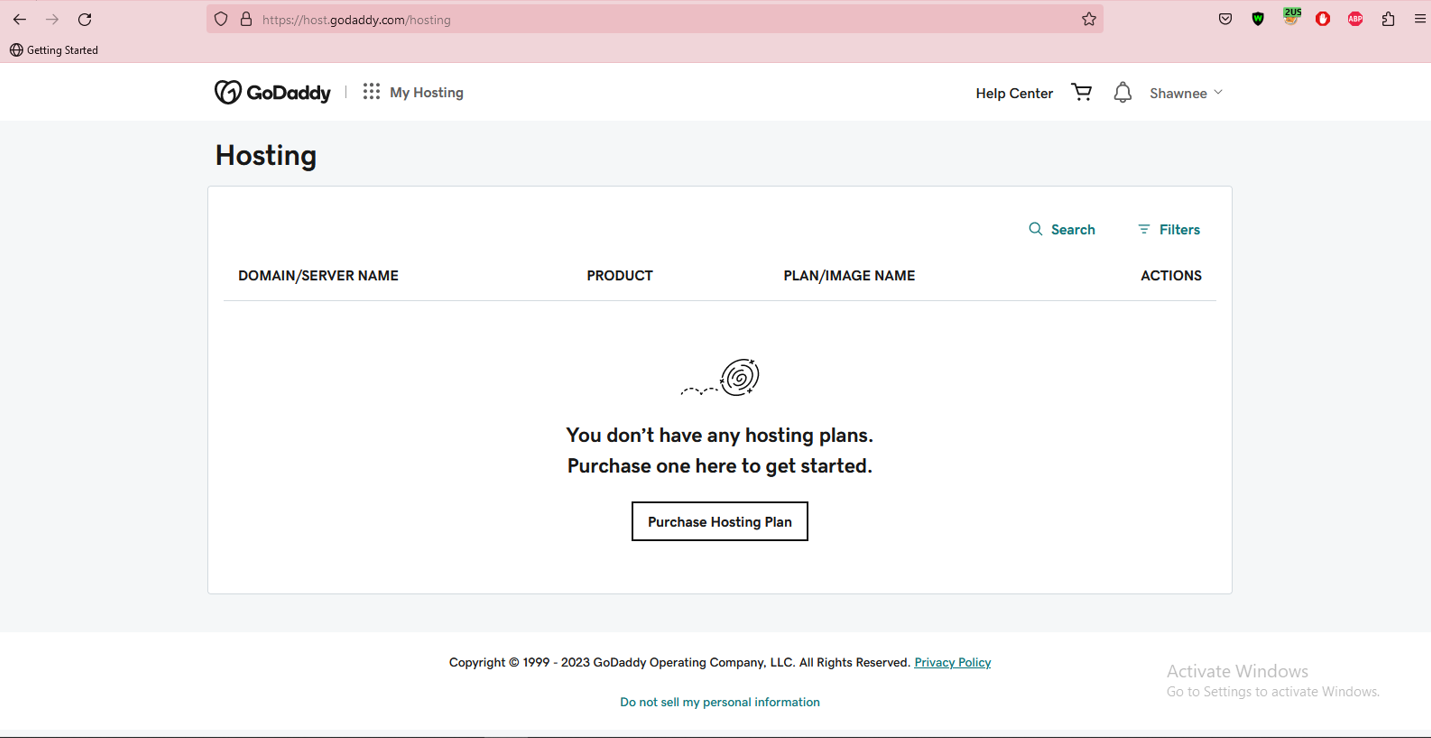 https://host.godaddy.com/hosting
2US
W
ABP
Getting Started
GoDaddy
My Hosting
Help Center
Shawnee
Hosting
Search
Filters
DOMAIN/SERVER NAME
PRODUCT
PLAN/IMAGE NAME
ACTIONS
You don’t have any hosting plans.
Purchase one here to get started.
Purchase Hosting Plan
Copyright © 1999 - 2023 GoDaddy Operating Company, LLC. All Rights Reserved. Privacy Policy
Do not sell my personal information
Activate Windows
Go to Settings to activate Windows.